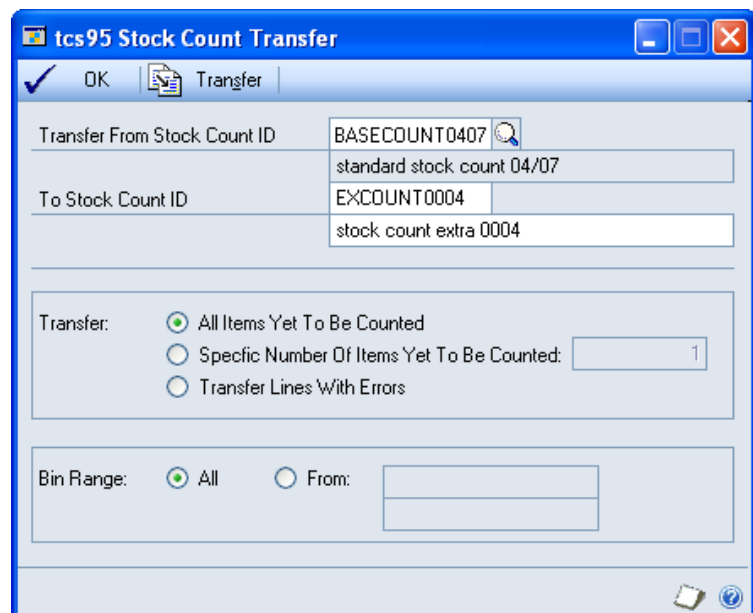 tcs95 Stock Count Transfer
OK Transfer
Transfer From Stock Count ID BASECOUNT0407
standard stock count 04/07
To Stock Count ID EXCOUNT0004
stock count extra 0004
Transfer: All Items Yet To Be Counted
Specfic Number Of Items Yet To Be Counted: 1
Transfer Lines With Errors
Bin Range: All From: